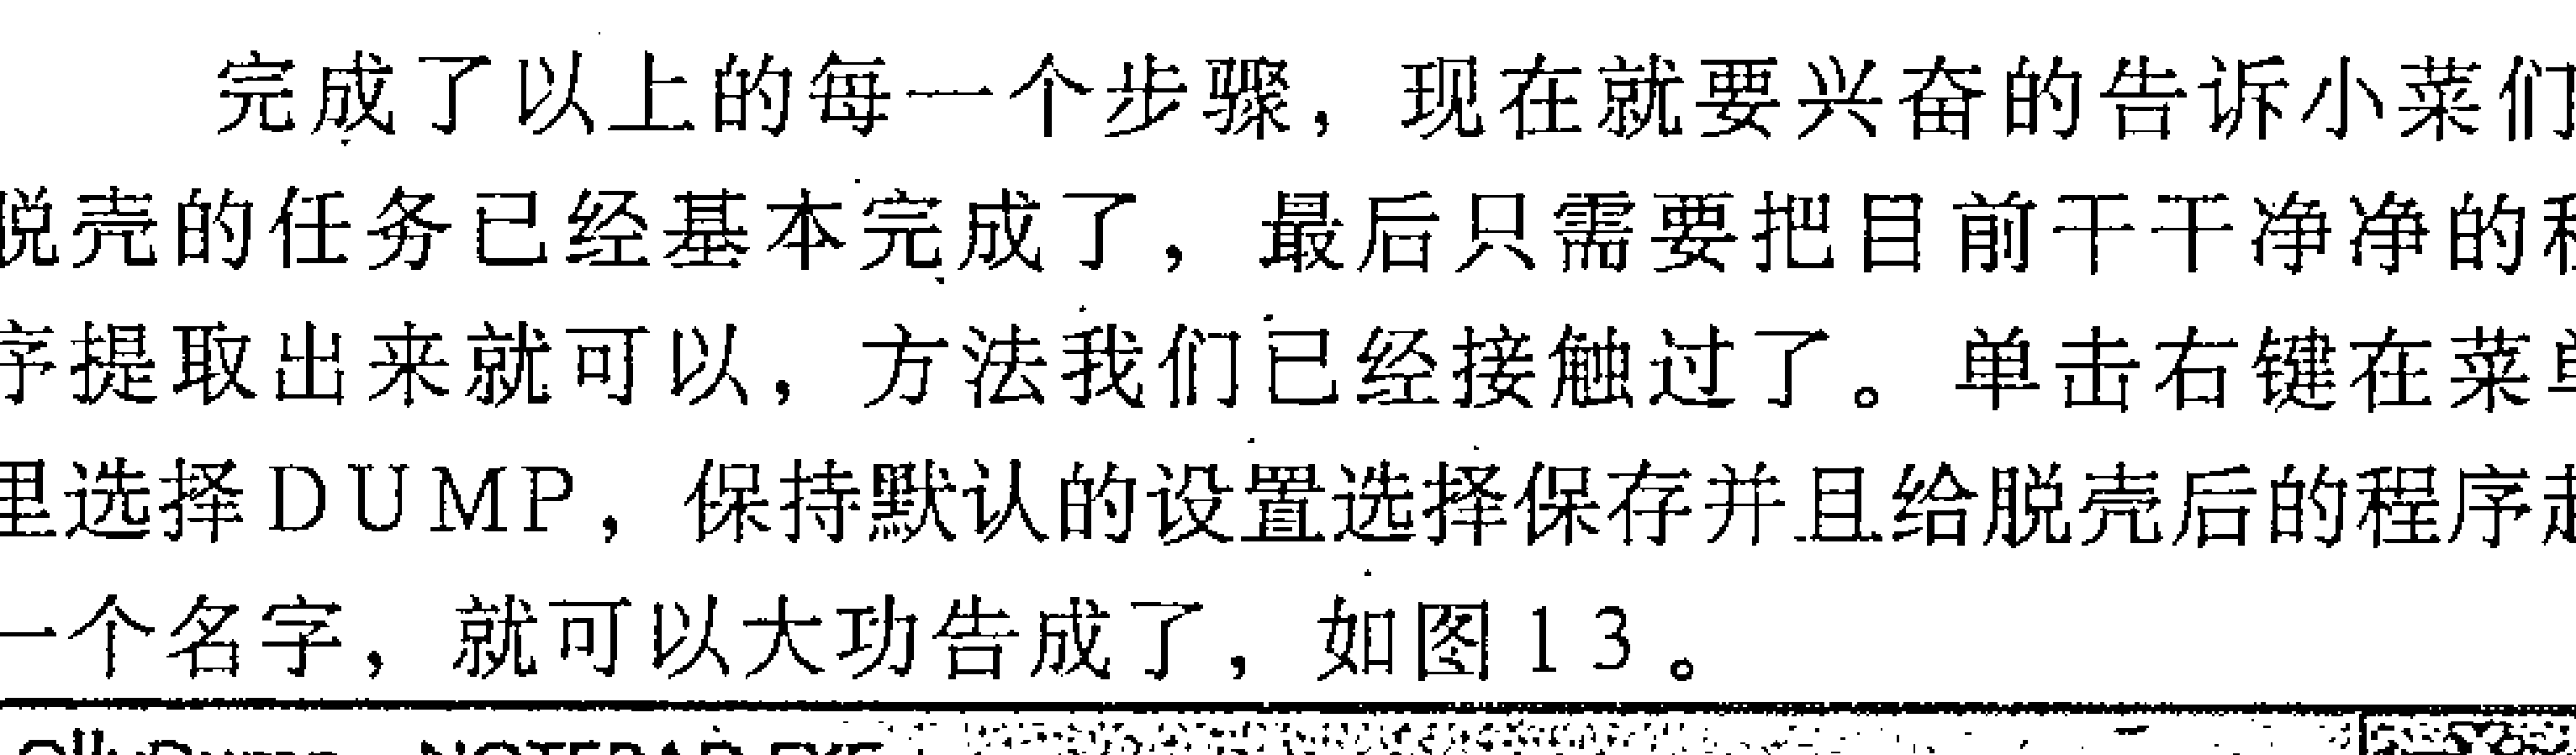 完成了以上的每一个步骤，现在就要兴奋的告诉小菜们
脱壳的任务已经基本完成了，最后只需要把目前干干净净的程
序提取出来就可以，方法我们已经接触过了。单击右键在菜单
里选择DUMP，保持默认的设置选择保存并且给脱壳后的程序起
一个名字，就可以大功告成了，如图13。
OllyDump - NOTEPAD.EXE